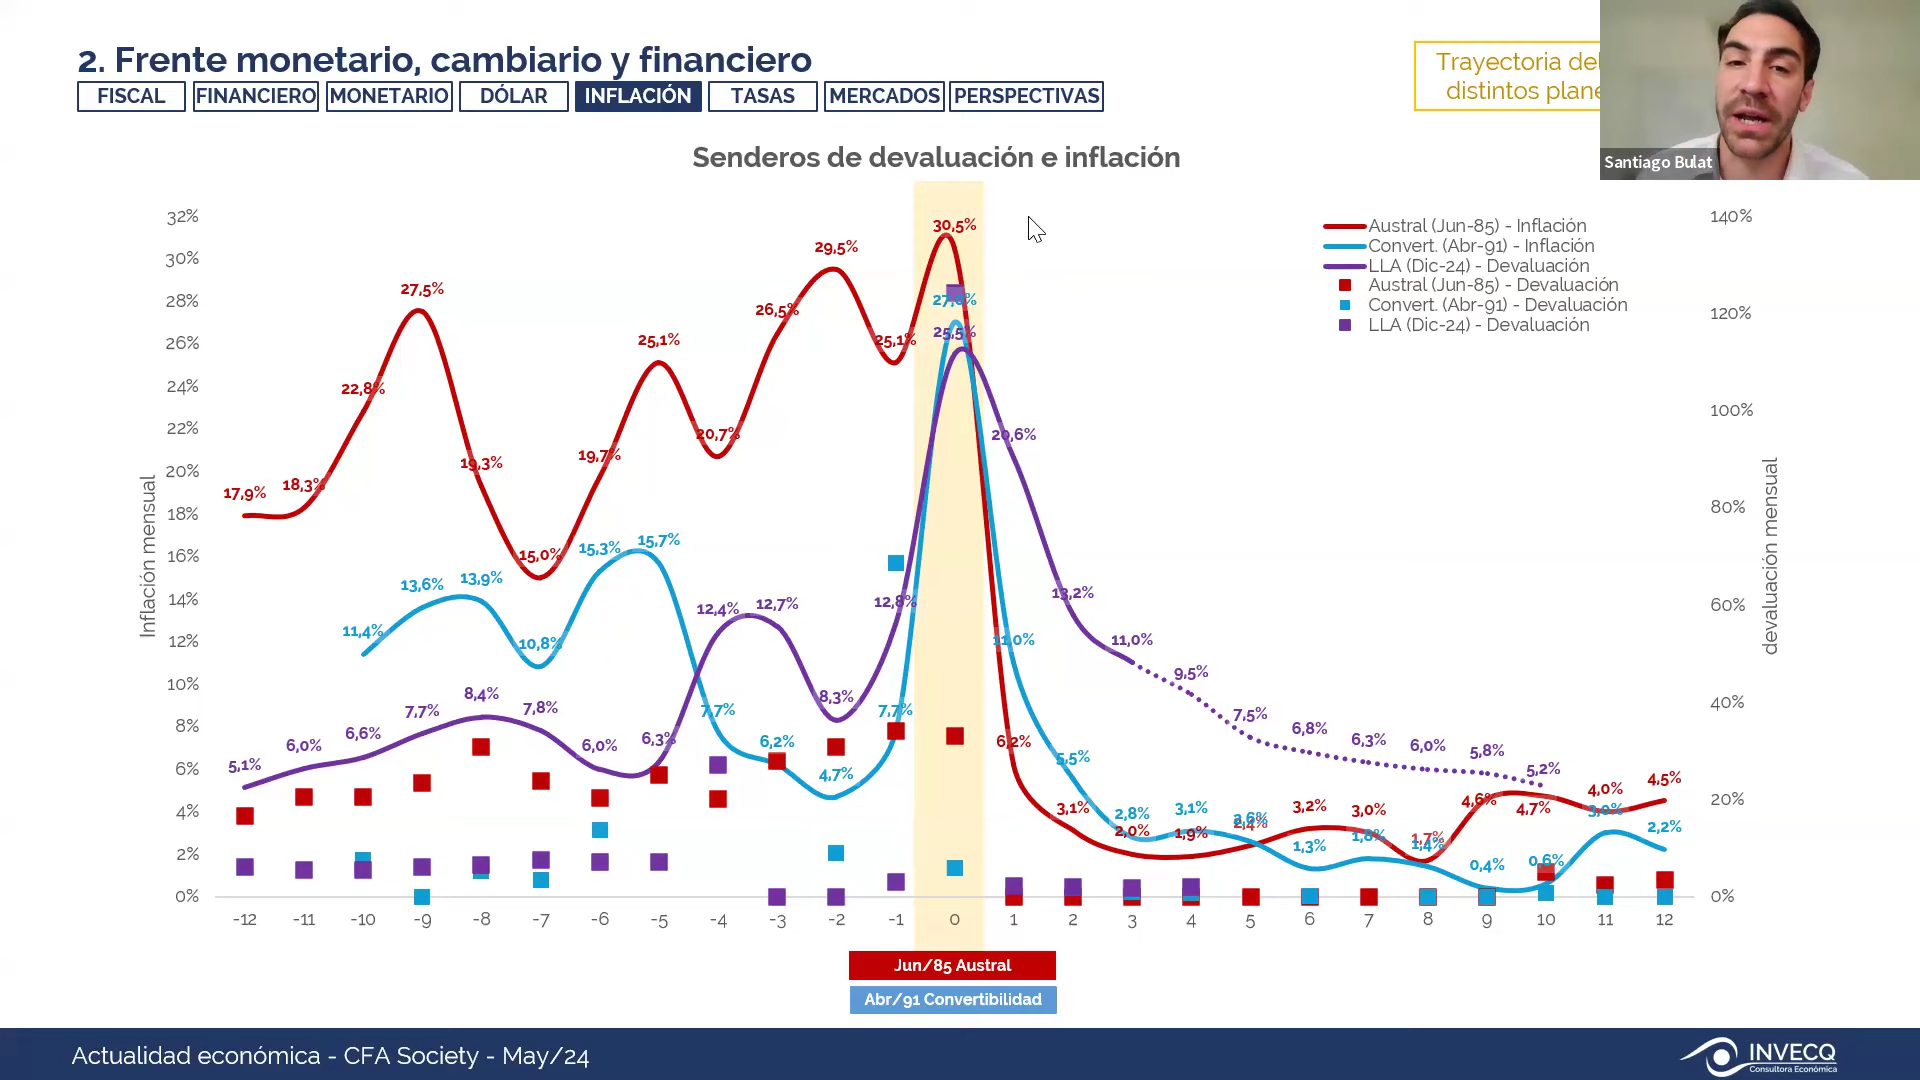 2. Frente monetario, cambiario y financiero
FISCAL FINANCIERO MONETARIO DÓLAR INFLACIÓN TASAS MERCADOS PERSPECTIVAS
Trayectoria del
distintos plane
Santiago Bulat
Senderos de devaluación e inflación
Inflación mensual
32%
30%
28%
26%
24%
22%
20%
18%
16%
14%
12%
10%
8%
6%
4%
2%
0%
devaluación mensual
140%
120%
100%
80%
60%
40%
20%
0%
Austral (Jun-85) - Inflación
Convert. (Abr-91) - Inflación
LLA (Dic-24) - Devaluación
Austral (Jun-85) - Devaluación
Convert. (Abr-91) - Devaluación
LLA (Dic-24) - Devaluación
17,9% 18,3% 22,8% 27,5% 19,3% 15,0% 19,7% 25,1% 20,7% 26,5% 29,5% 25,1% 30,5% 6,2% 3,1% 2,0% 1,9% 2,4% 3,2% 3,0% 1,7% 4,6% 4,7% 4,0% 4,5%
11,4% 13,6% 13,9% 10,8% 15,3% 15,7% 7,7% 6,2% 4,7% 7,7% 11,0% 5,5% 2,8% 3,1% 2,6% 1,3% 1,8% 1,4% 0,4% 0,6% 3,0% 2,2%
5,1% 6,0% 6,6% 7,7% 8,4% 7,8% 6,0% 6,3% 12,4% 12,7% 8,3% 12,8% 25,5% 20,6% 13,2% 11,0% 9,5% 7,5% 6,8% 6,3% 6,0% 5,8% 5,2%
-12 -11 -10 -9 -8 -7 -6 -5 -4 -3 -2 -1 0 1 2 3 4 5 6 7 8 9 10 11 12
Jun/85 Austral
Abr/91 Convertibilidad
Actualidad económica - CFA Society - May/24
INVECQ
Consultora Económica